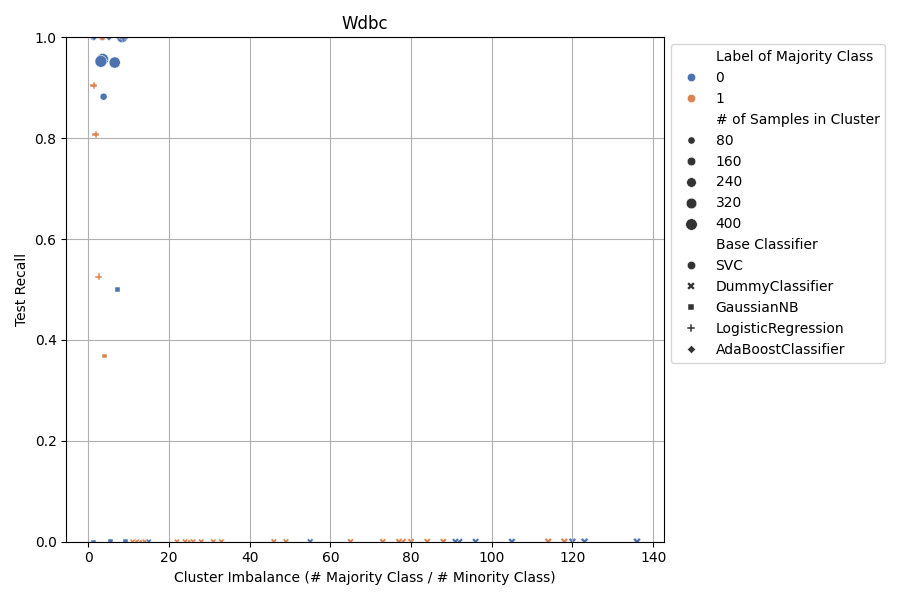 Wdbc
1.0
0.8
0.6
0.4
0.2
0.0
Test Recall
0 20 40 60 80 100 120 140
Cluster Imbalance (# Majority Class / # Minority Class)
Label of Majority Class
0
1
# of Samples in Cluster
80
160
240
320
400
Base Classifier
SVC
DummyClassifier
GaussianNB
LogisticRegression
AdaBoostClassifier